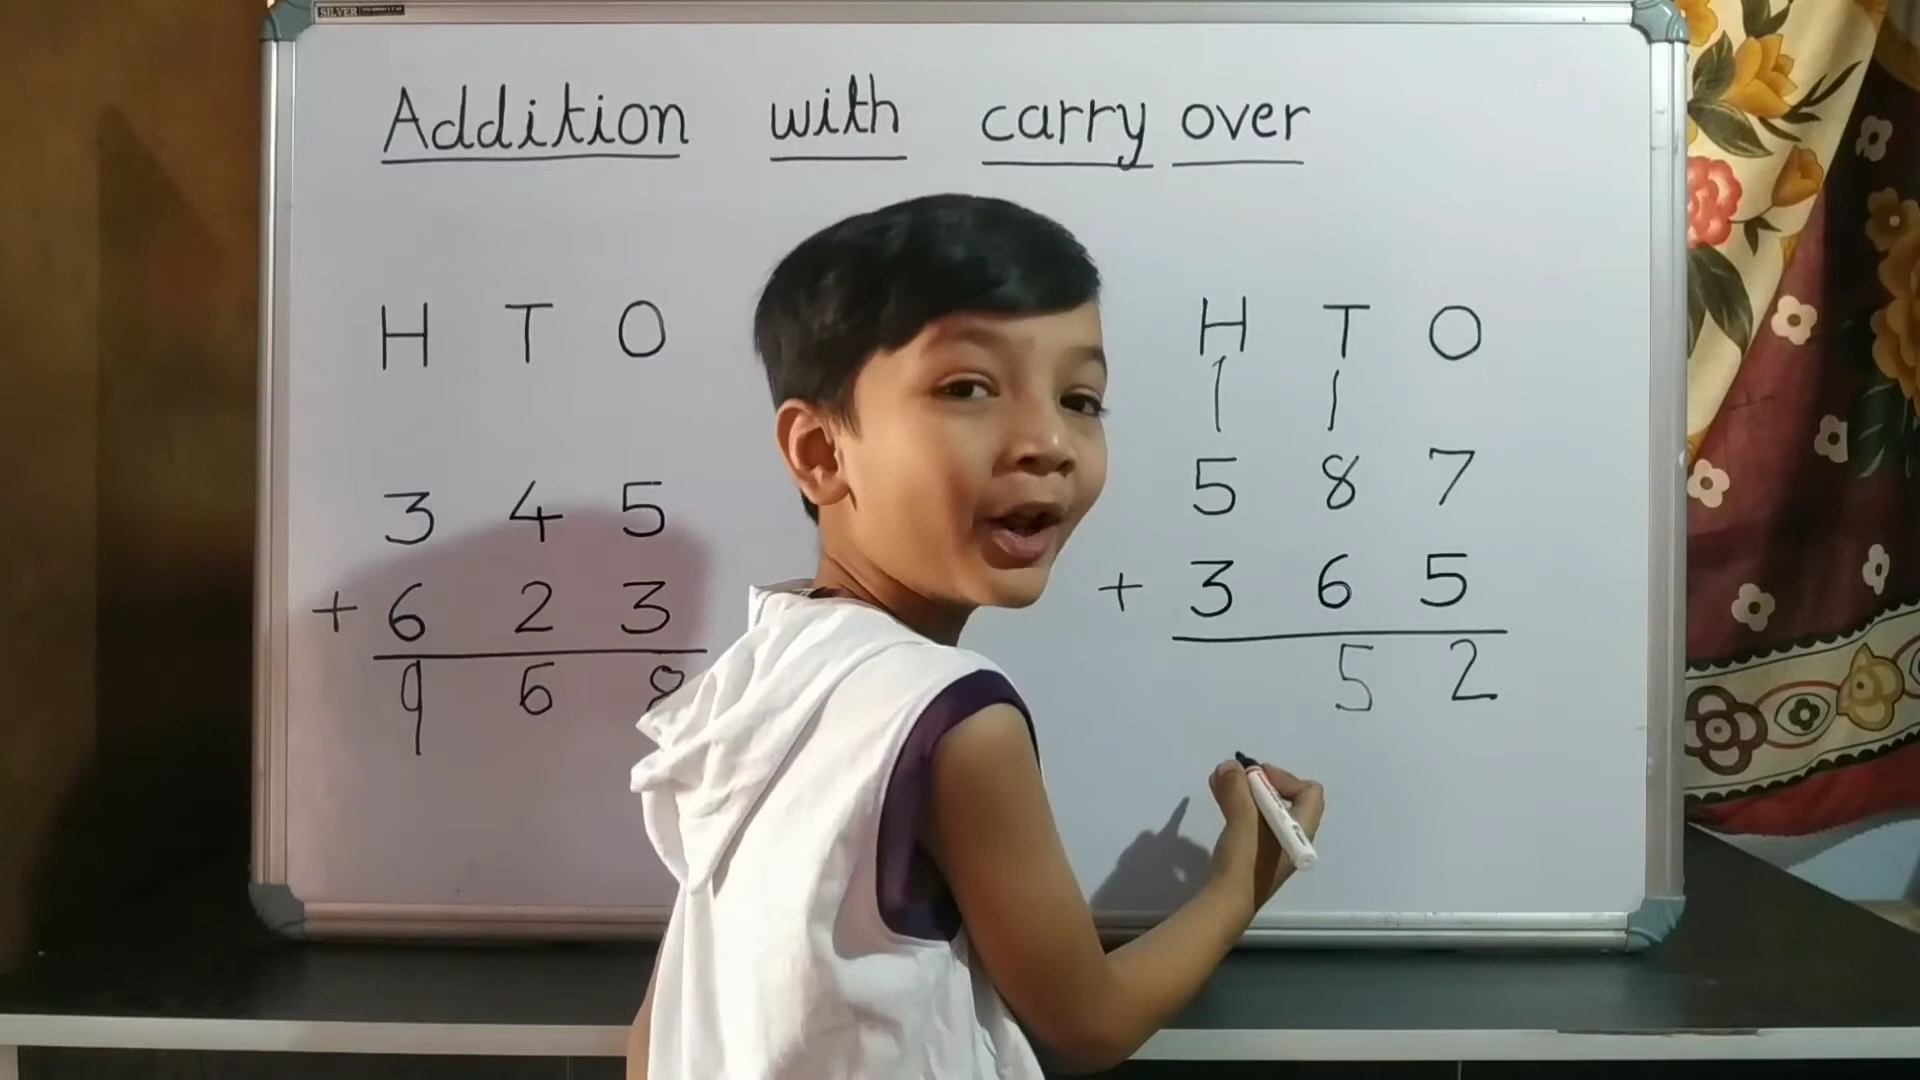 SILVER
Addition with carry over
H T O
3 4 5
+ 6 2 3
9 6 8
H T O
1 1
5 8 7
+ 3 6 5
5 2